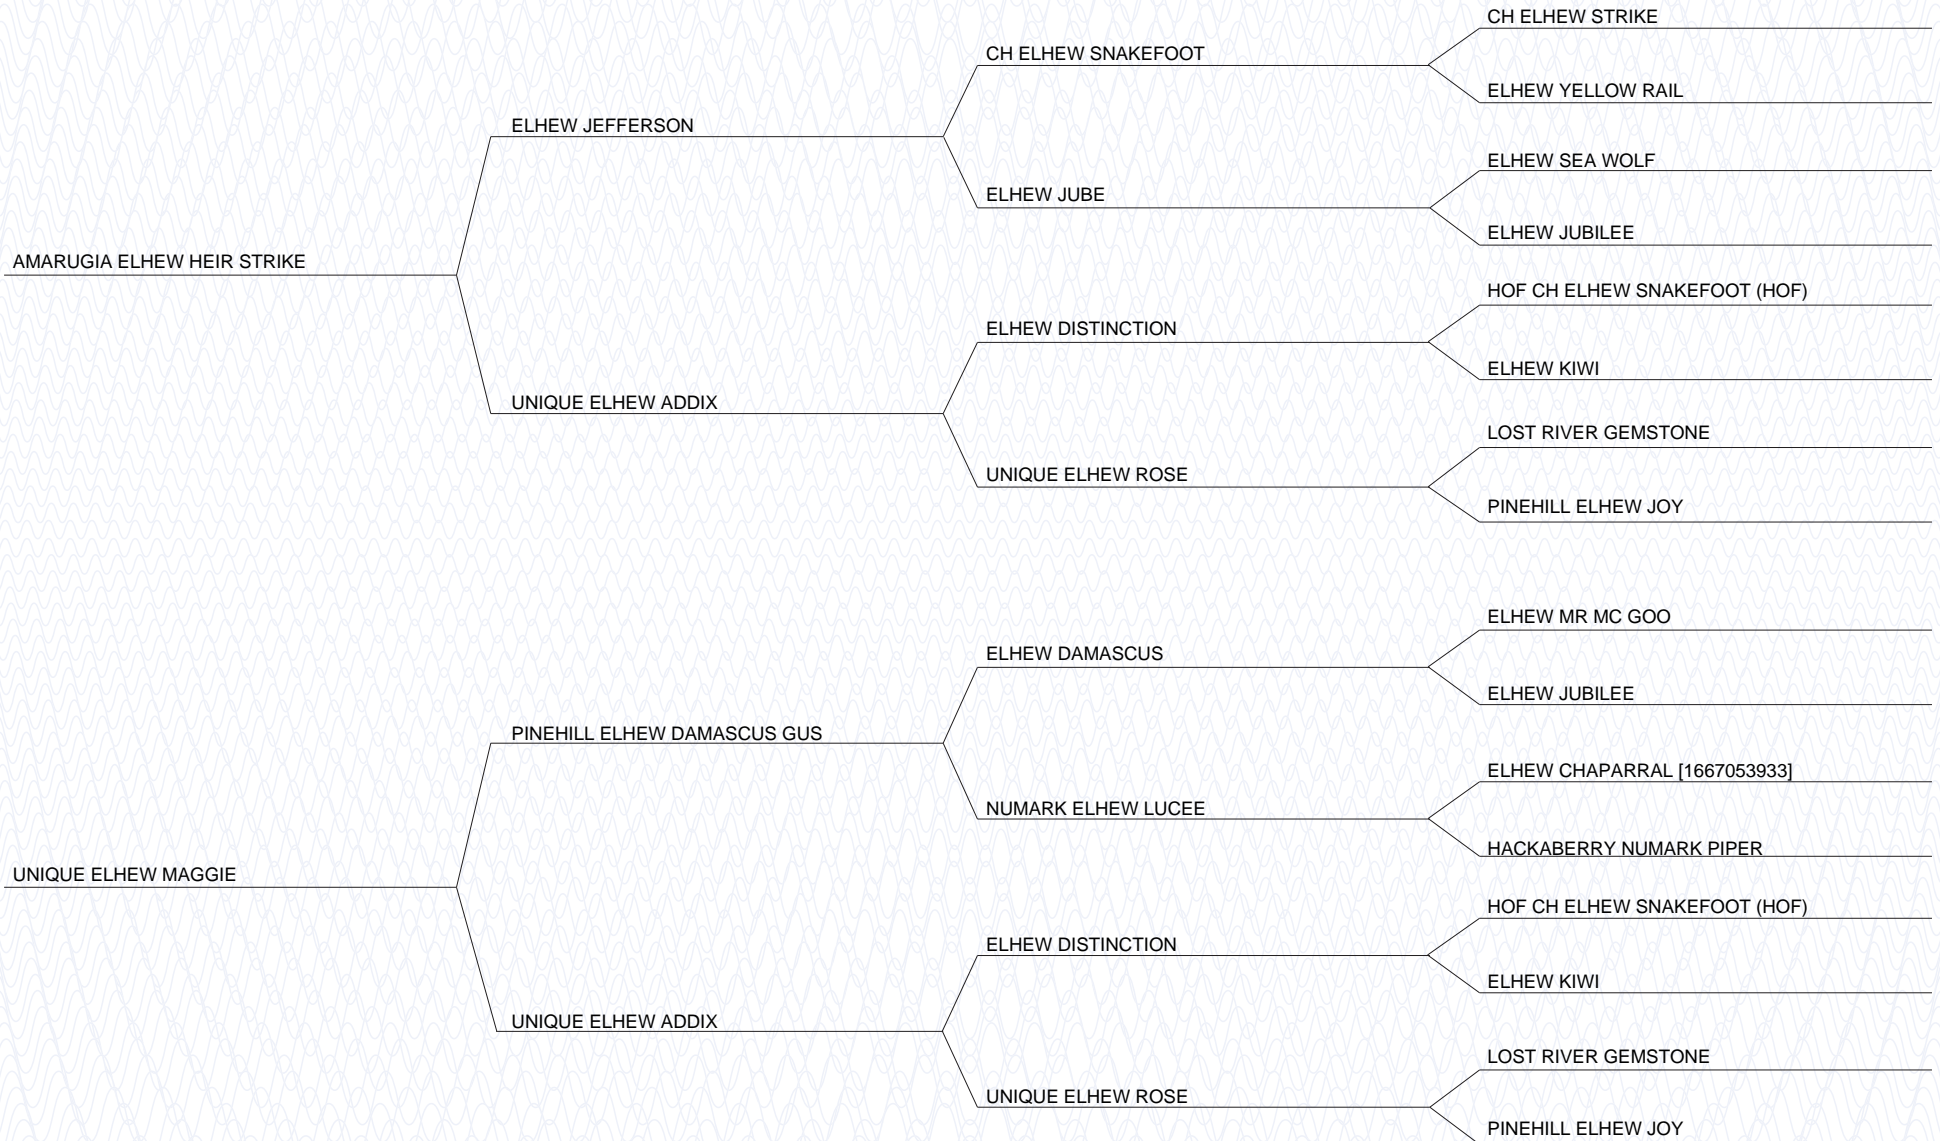 CH ELHEW STRIKE
CH ELHEW SNAKEFOOT
ELHEW YELLOW RAIL
ELHEW JEFFERSON
ELHEW SEA WOLF
ELHEW JUBE
ELHEW JUBILEE
AMARUGIA ELHEW HEIR STRIKE
HOF CH ELHEW SNAKEFOOT (HOF)
ELHEW DISTINCTION
ELHEW KIWI
UNIQUE ELHEW ADDIX
LOST RIVER GEMSTONE
UNIQUE ELHEW ROSE
PINEHILL ELHEW JOY
ELHEW MR MC GOO
ELHEW DAMASCUS
ELHEW JUBILEE
PINEHILL ELHEW DAMASCUS GUS
ELHEW CHAPARRAL [1667053933]
NUMARK ELHEW LUCEE
HACKABERRY NUMARK PIPER
UNIQUE ELHEW MAGGIE
HOF CH ELHEW SNAKEFOOT (HOF)
ELHEW DISTINCTION
ELHEW KIWI
UNIQUE ELHEW ADDIX
LOST RIVER GEMSTONE
UNIQUE ELHEW ROSE
PINEHILL ELHEW JOY